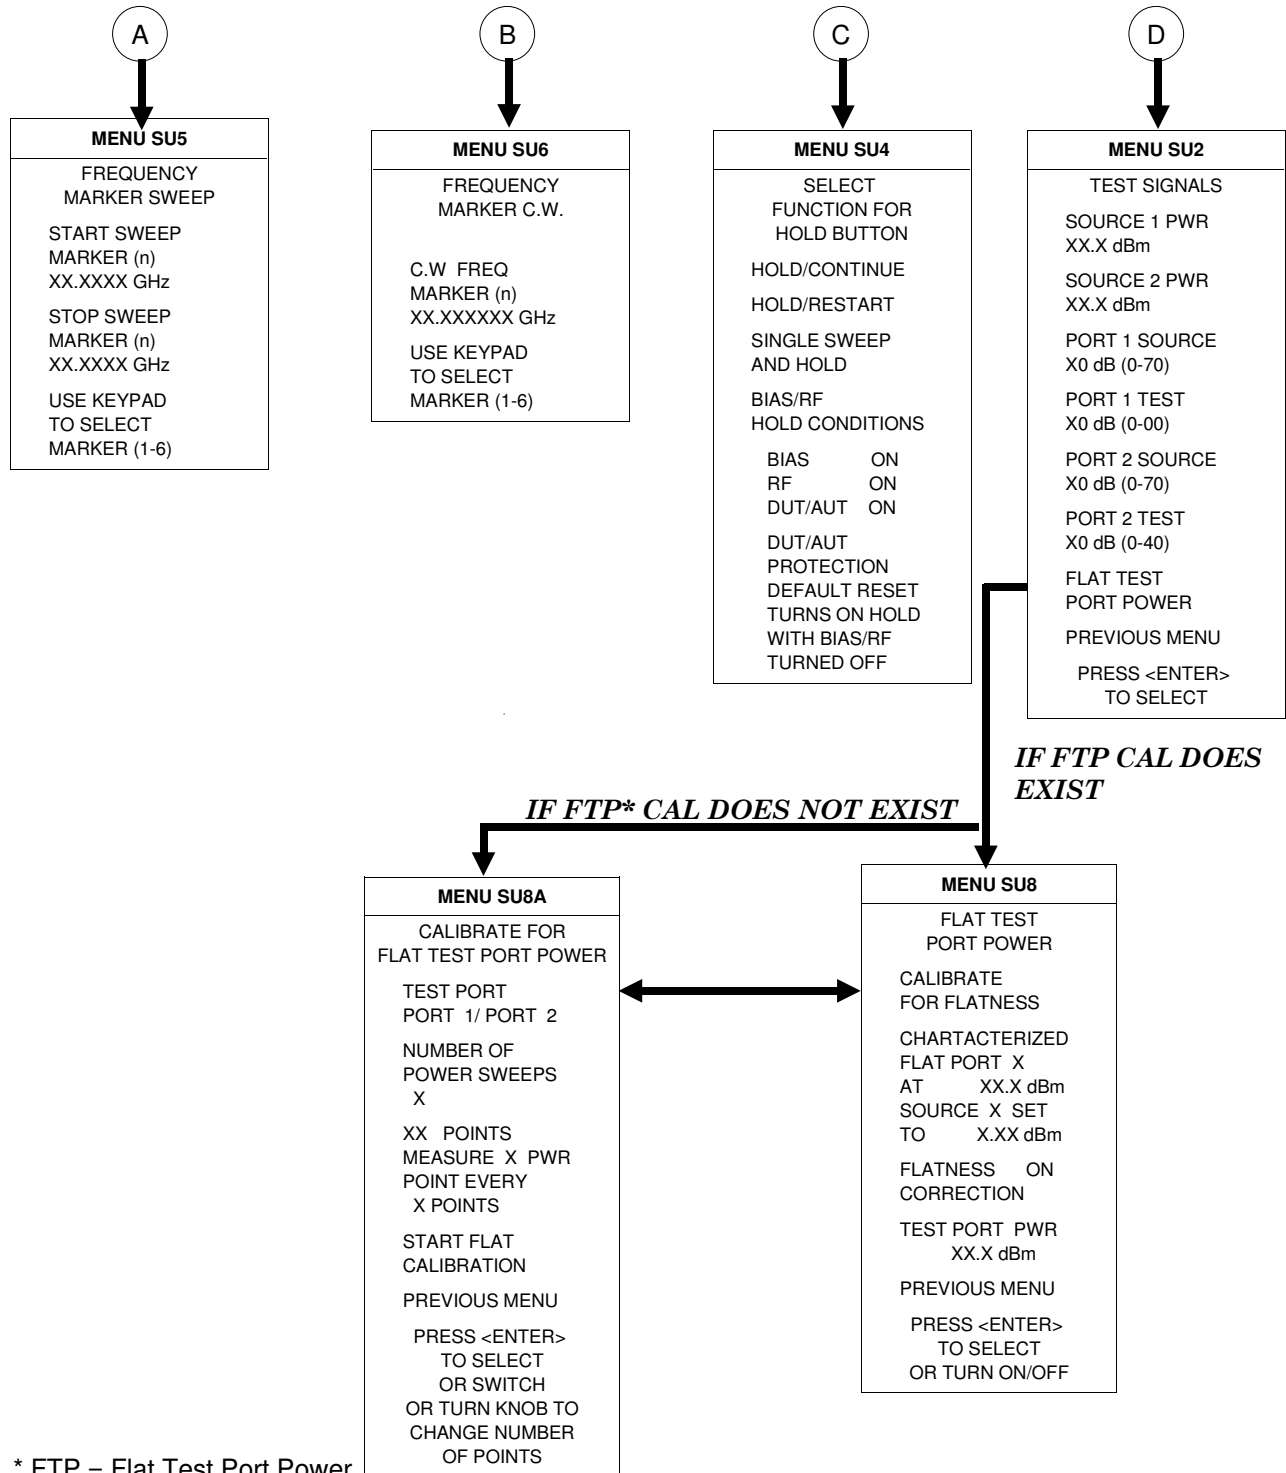 A
B
C
D
MENU SU5
FREQUENCY
MARKER SWEEP
START SWEEP
MARKER (n)
XX.XXXX GHz
STOP SWEEP
MARKER (n)
XX.XXXX GHz
USE KEYPAD
TO SELECT
MARKER (1-6)
MENU SU6
FREQUENCY
MARKER C.W.
C.W FREQ
MARKER (n)
XX.XXXXXX GHz
USE KEYPAD
TO SELECT
MARKER (1-6)
MENU SU4
SELECT
FUNCTION FOR
HOLD BUTTON
HOLD/CONTINUE
HOLD/RESTART
SINGLE SWEEP
AND HOLD
BIAS/RF
HOLD CONDITIONS
BIAS ON
RF ON
DUT/AUT ON
DUT/AUT
PROTECTION
DEFAULT RESET
TURNS ON HOLD
WITH BIAS/RF
TURNED OFF
MENU SU2
TEST SIGNALS
SOURCE 1 PWR
XX.X dBm
SOURCE 2 PWR
XX.X dBm
PORT 1 SOURCE
X0 dB (0-70)
PORT 1 TEST
X0 dB (0-00)
PORT 2 SOURCE
X0 dB (0-70)
PORT 2 TEST
X0 dB (0-40)
FLAT TEST
PORT POWER
PREVIOUS MENU
PRESS <ENTER>
TO SELECT
IF FTP CAL DOES
EXIST
IF FTP* CAL DOES NOT EXIST
MENU SU8A
CALIBRATE FOR
FLAT TEST PORT POWER
TEST PORT
PORT 1/ PORT 2
NUMBER OF
POWER SWEEPS
X
XX POINTS
MEASURE X PWR
POINT EVERY
X POINTS
START FLAT
CALIBRATION
PREVIOUS MENU
PRESS <ENTER>
TO SELECT
OR SWITCH
OR TURN KNOB TO
CHANGE NUMBER
OF POINTS
MENU SU8
FLAT TEST
PORT POWER
CALIBRATE
FOR FLATNESS
CHARTACTERIZED
FLAT PORT X
AT XX.X dBm
SOURCE X SET
TO X.XX dBm
FLATNESS ON
CORRECTION
TEST PORT PWR
XX.X dBm
PREVIOUS MENU
PRESS <ENTER>
TO SELECT
OR TURN ON/OFF
* FTP – Flat Test Port Power